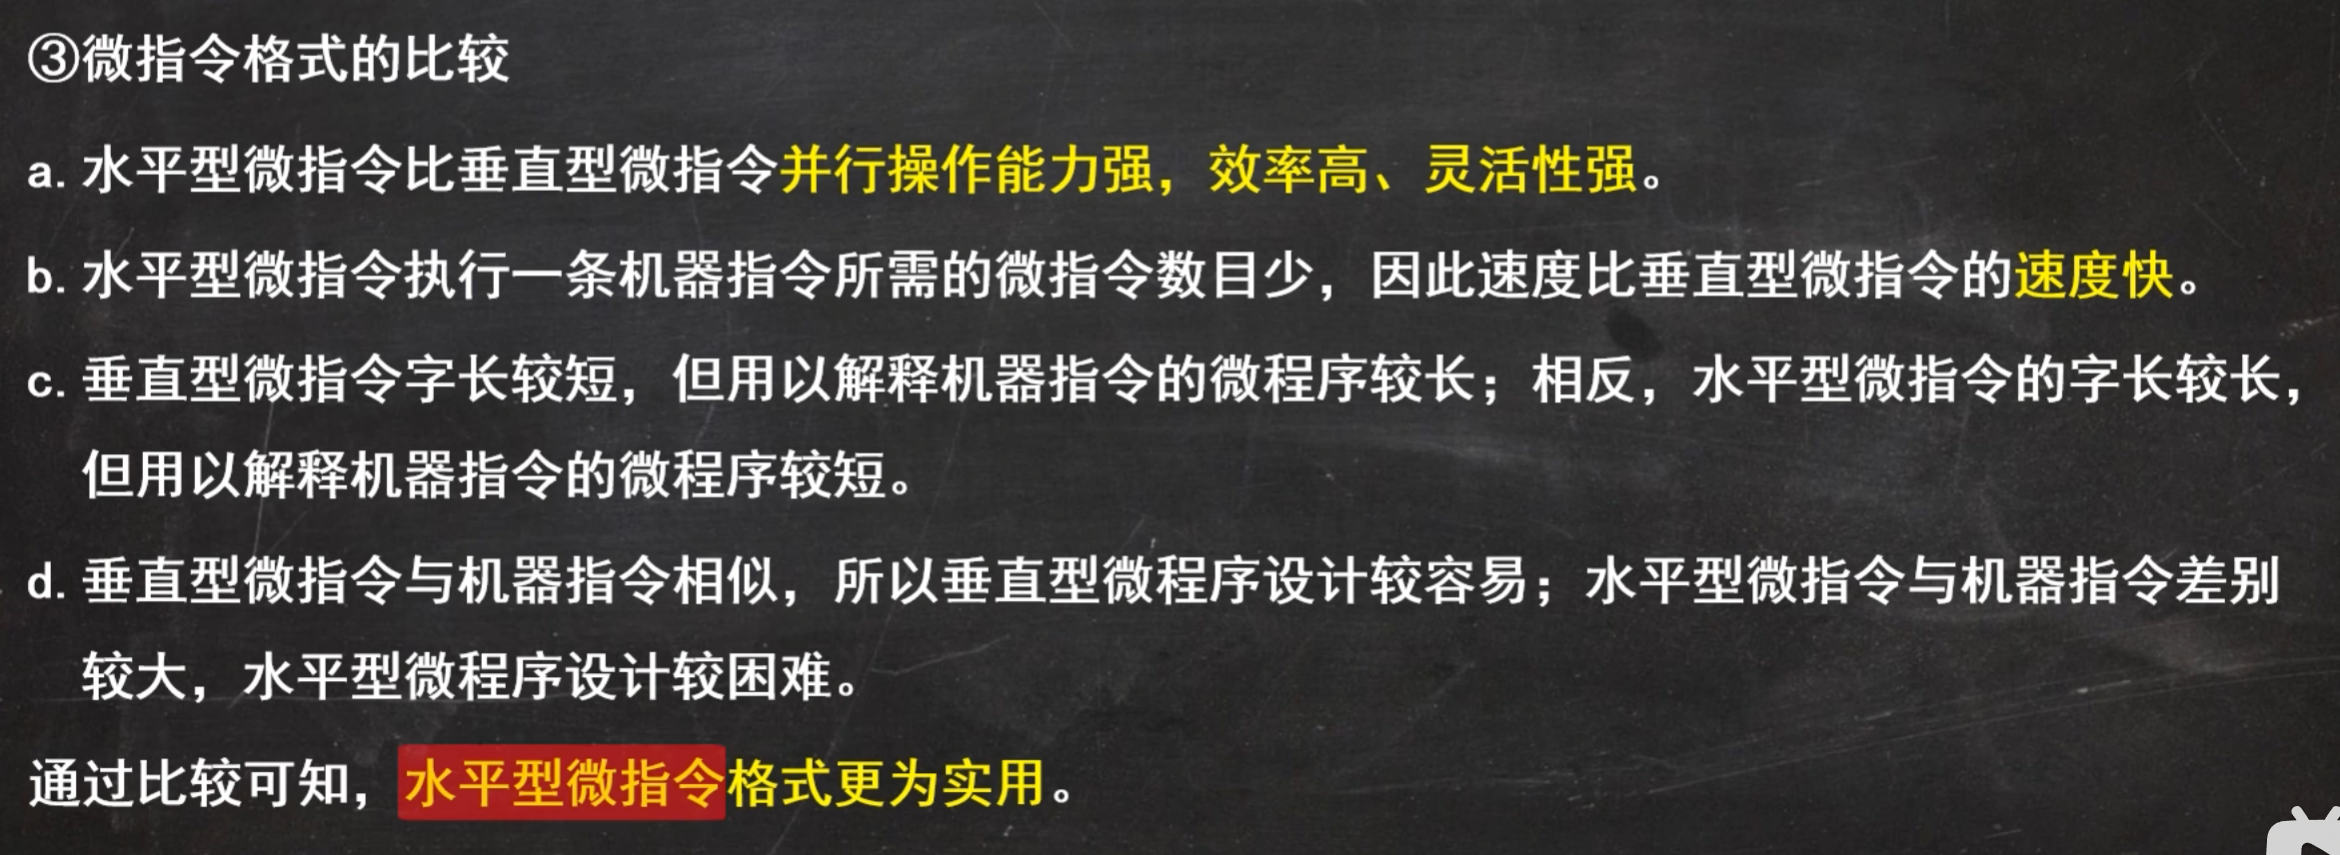 ③微指令格式的比较
a. 水平型微指令比垂直型微指令并行操作能力强，效率高、灵活性强。
b. 水平型微指令执行一条机器指令所需的微指令数目少，因此速度比垂直型微指令的速度快。
c. 垂直型微指令字长较短，但用以解释机器指令的微程序较长；相反，水平型微指令的字长较长，
但用以解释机器指令的微程序较短。
d. 垂直型微指令与机器指令相似，所以垂直型微程序设计较容易；水平型微指令与机器指令差别
较大，水平型微程序设计较困难。
通过比较可知，水平型微指令格式更为实用。